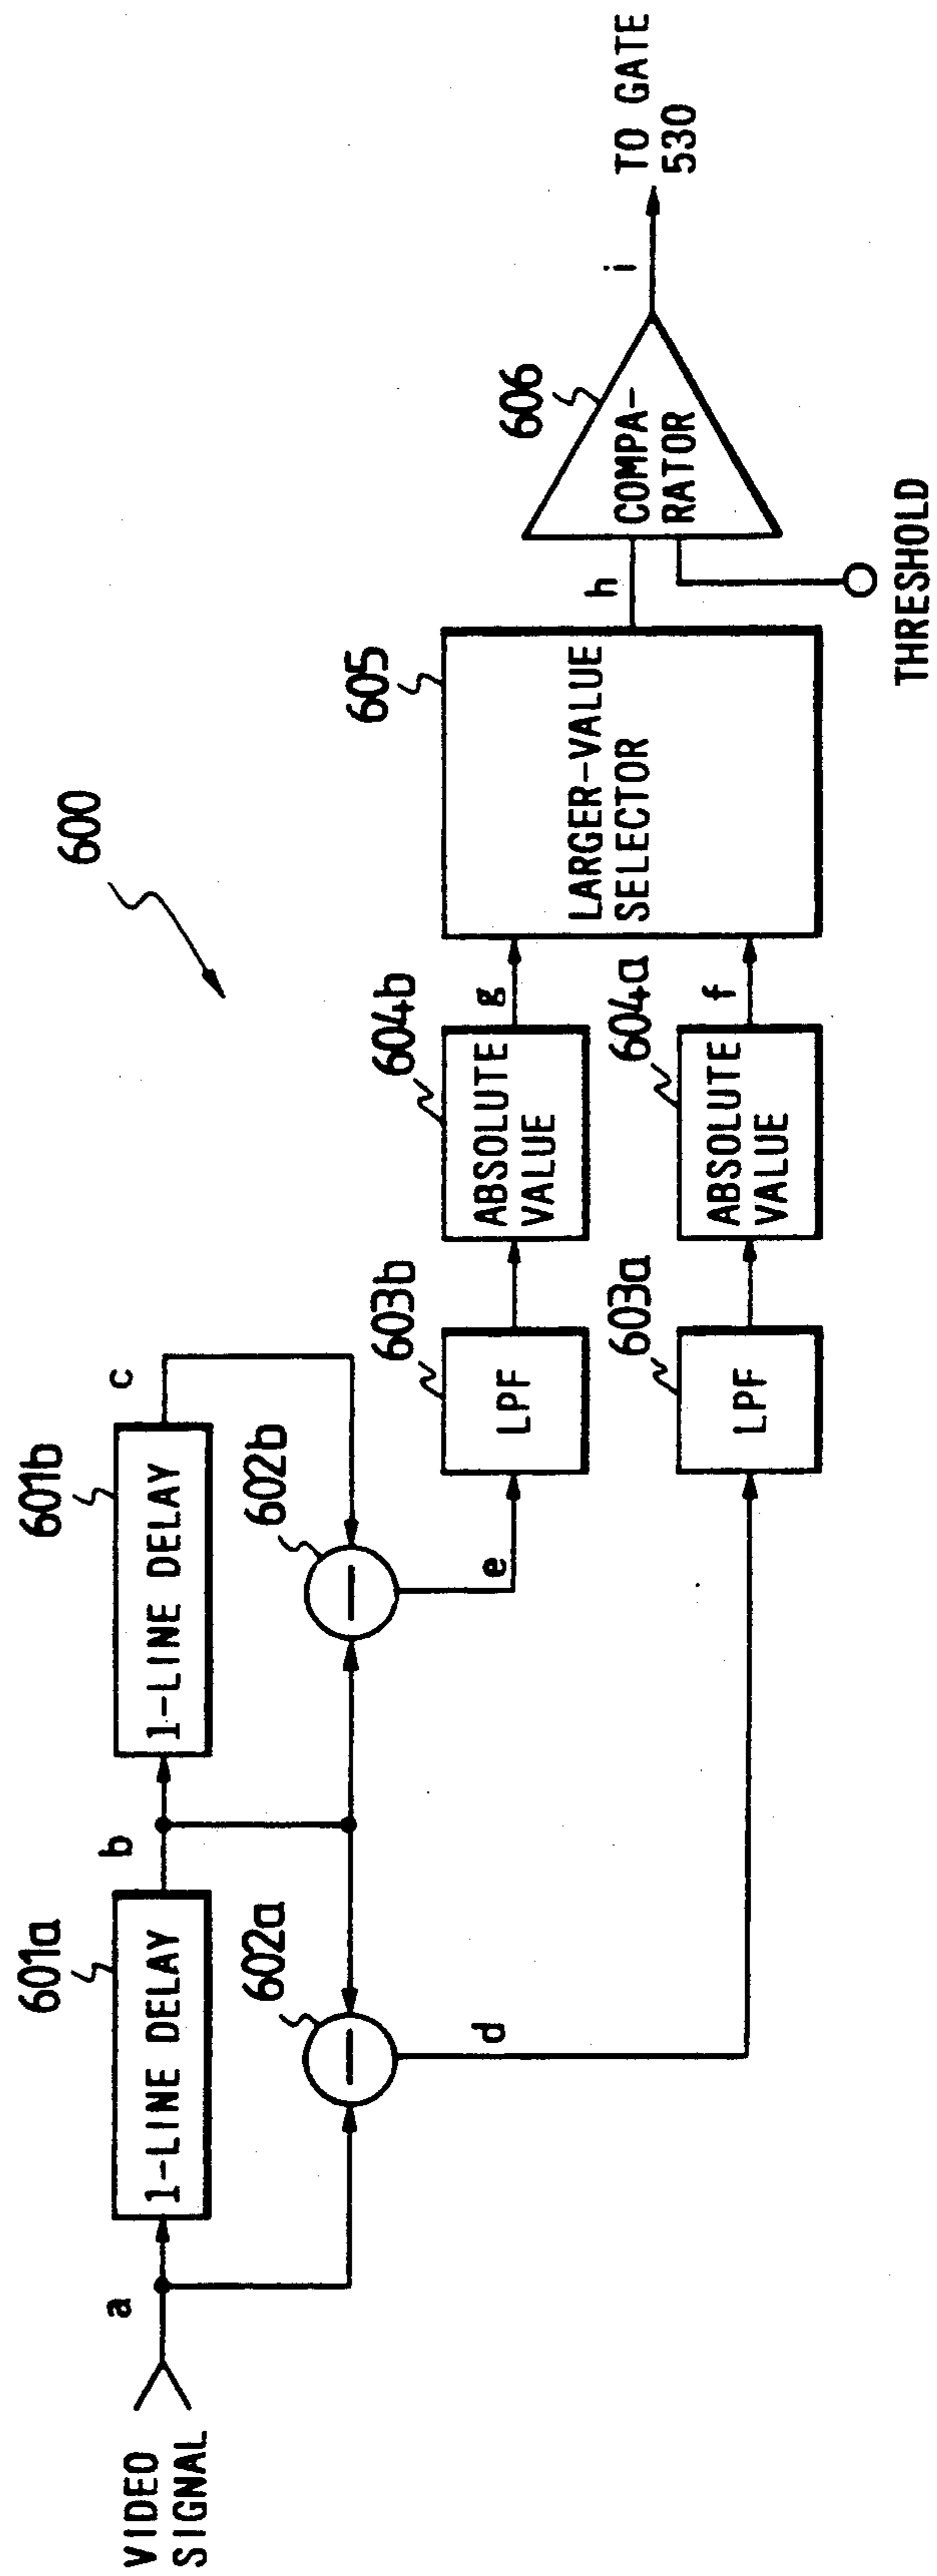 600
VIDEO
SIGNAL
a
601a
1-LINE DELAY
b
601b
1-LINE DELAY
c
602a
602b
d
e
603b
LPF
604b
ABSOLUTE
VALUE
g
603a
LPF
604a
ABSOLUTE
VALUE
f
605
LARGER-VALUE
SELECTOR
h
606
COMPA-
RATOR
THRESHOLD
i
TO GATE
530